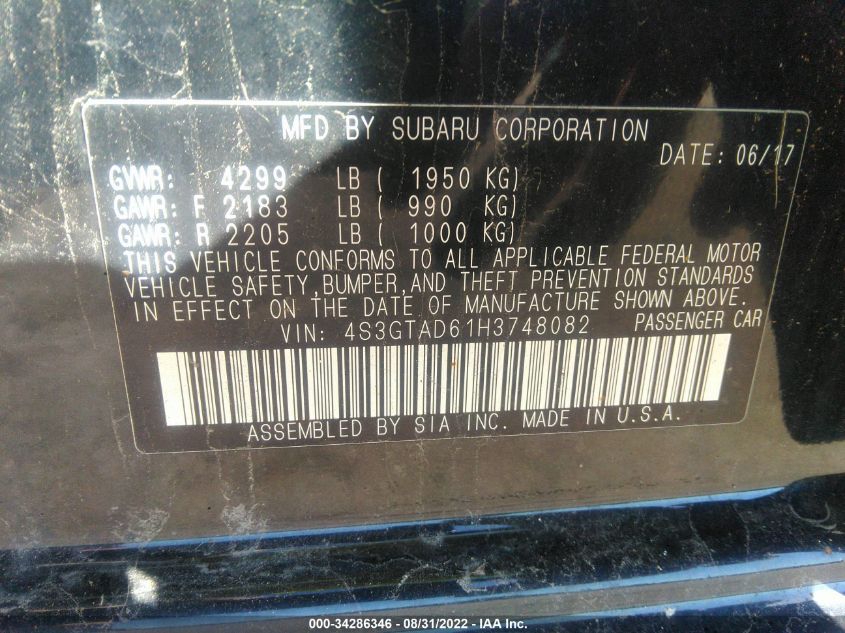 MFD BY SUBARU CORPORATION
DATE: 06/17
GVWR: 4299 LB ( 1950 KG)
GAWR: F 2183 LB ( 990 KG)
GAWR: R 2205 LB ( 1000 KG)
THIS VEHICLE CONFORMS TO ALL APPLICABLE FEDERAL MOTOR
VEHICLE SAFETY, BUMPER, AND THEFT PREVENTION STANDARDS
IN EFFECT ON THE DATE OF MANUFACTURE SHOWN ABOVE.
VIN: 4S3GTAD61H3748082 PASSENGER CAR
ASSEMBLED BY SIA INC. MADE IN U.S.A.
000-34286346 - 08/31/2022 - IAA Inc.